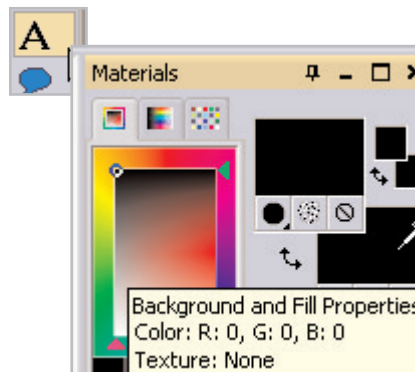 A
Materials
Background and Fill Properties
Color: R: 0, G: 0, B: 0
Texture: None